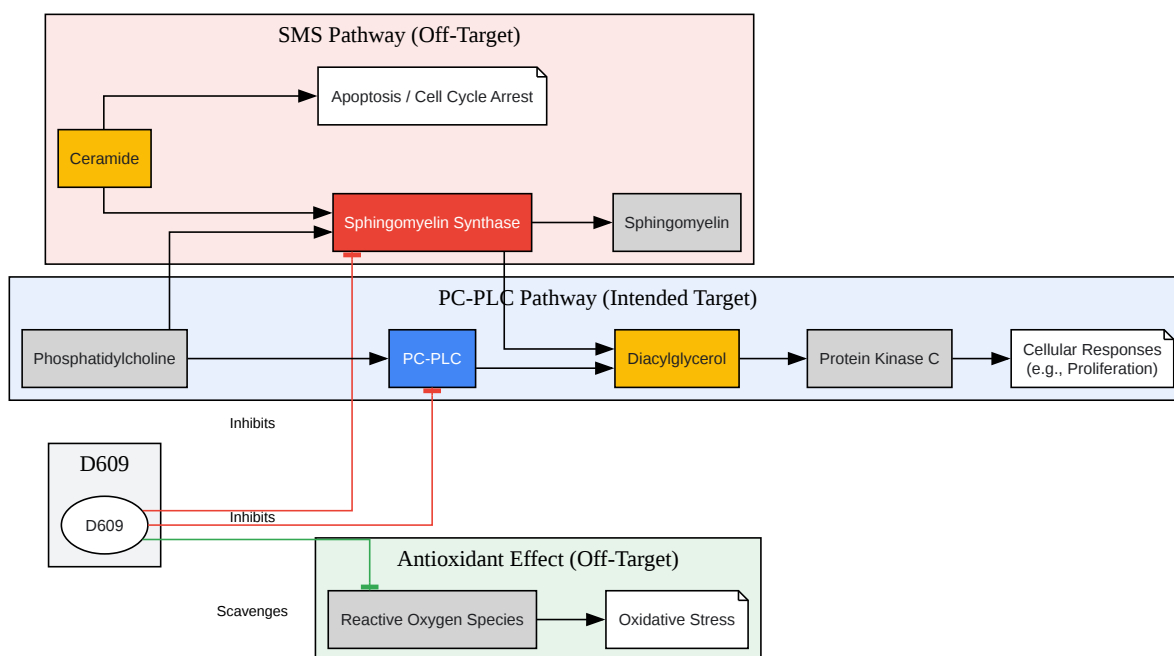 SMS Pathway (Off-Target)
Apoptosis / Cell Cycle Arrest
Ceramide
Sphingomyelin Synthase
Sphingomyelin
PC-PLC Pathway (Intended Target)
Phosphatidylcholine
PC-PLC
Diacylglycerol
Protein Kinase C
Cellular Responses
(e.g., Proliferation)
Inhibits
D609
D609
Inhibits
Antioxidant Effect (Off-Target)
Scavenges
Reactive Oxygen Species
Oxidative Stress